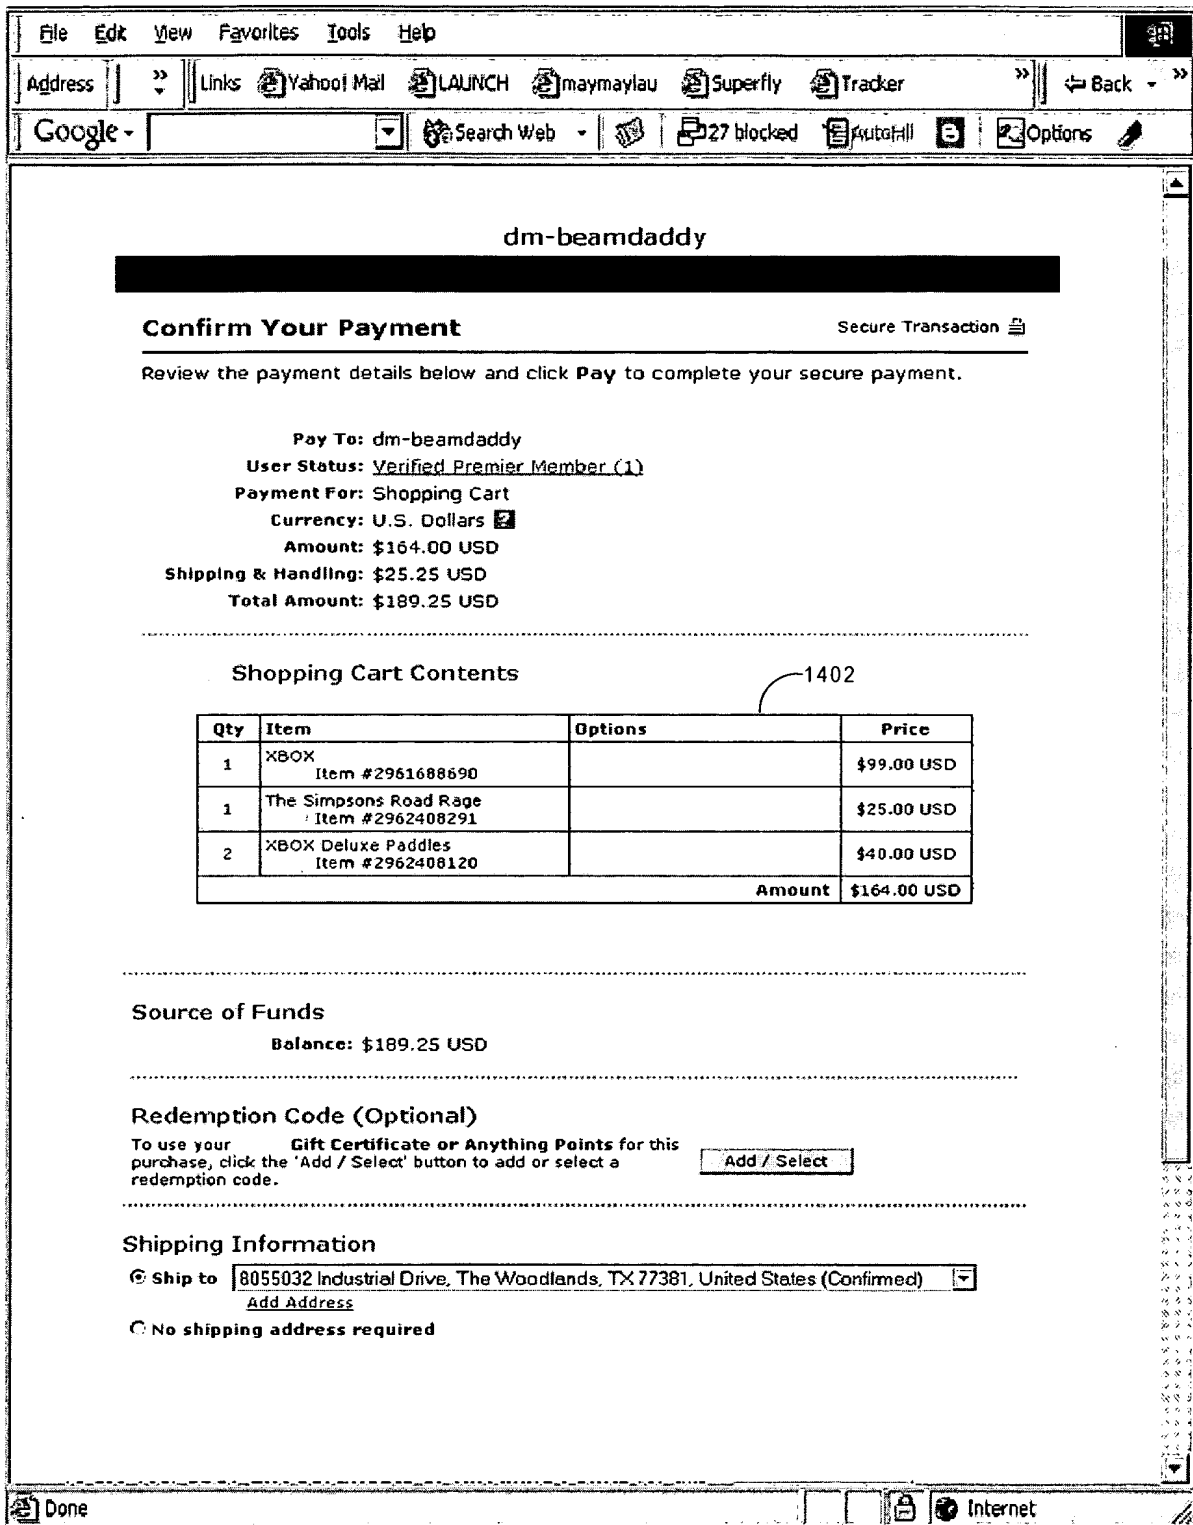 File Edit View Favorites Tools Help
Address » Links Yahoo! Mail LAUNCH maymaylau Superfly Tracker » Back »
Google Search Web 27 blocked AutoFill Options
dm-beamdaddy
Confirm Your Payment Secure Transaction
Review the payment details below and click Pay to complete your secure payment.
Pay To: dm-beamdaddy
User Status: Verified Premier Member (1)
Payment For: Shopping Cart
Currency: U.S. Dollars ?
Amount: $164.00 USD
Shipping & Handling: $25.25 USD
Total Amount: $189.25 USD
Shopping Cart Contents 1402
Qty Item Options Price
1 XBOX $99.00 USD
Item #2961688690
1 The Simpsons Road Rage $25.00 USD
Item #2962408291
2 XBOX Deluxe Paddles $40.00 USD
Item #2962408120
Amount $164.00 USD
Source of Funds
Balance: $189.25 USD
Redemption Code (Optional)
To use your Gift Certificate or Anything Points for this
purchase, click the 'Add / Select' button to add or select a
redemption code.
Add / Select
Shipping Information
Ship to 8055032 Industrial Drive, The Woodlands, TX 77381, United States (Confirmed)
Add Address
No shipping address required
Done Internet